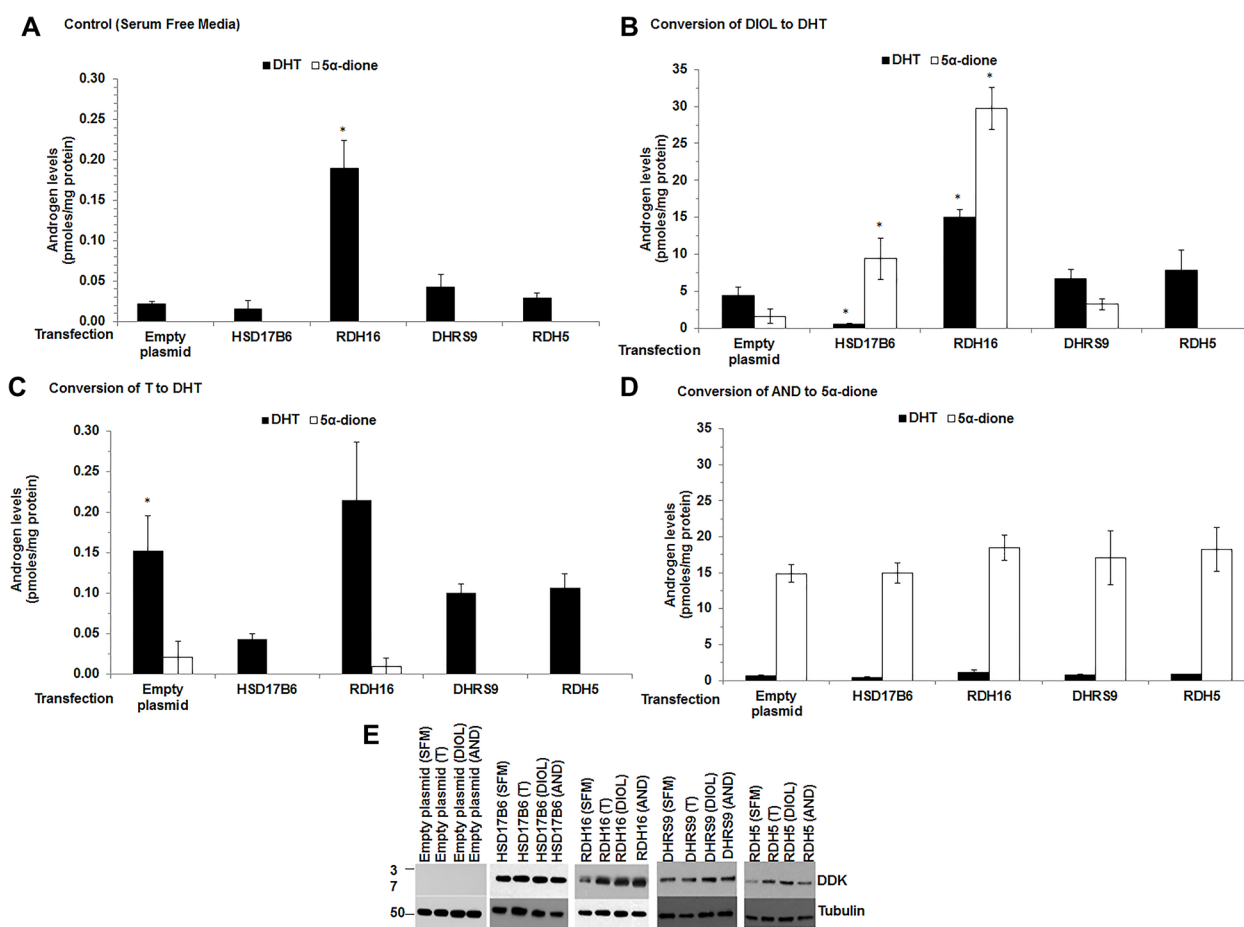 A Control (Serum Free Media)
DHT 5α-dione
Androgen levels
(pmoles/mg protein)
0.30
0.25
0.20
0.15
0.10
0.05
0.00
*
Transfection
Empty plasmid
HSD17B6
RDH16
DHRS9
RDH5
B Conversion of DIOL to DHT
DHT 5α-dione
Androgen levels
(pmoles/mg protein)
35
30
25
20
15
10
5
0
* * * *
Transfection
Empty plasmid
HSD17B6
RDH16
DHRS9
RDH5
C Conversion of T to DHT
DHT 5α-dione
Androgen levels
(pmoles/mg protein)
0.30
0.25
0.20
0.15
0.10
0.05
0.00
*
Transfection
Empty plasmid
HSD17B6
RDH16
DHRS9
RDH5
D Conversion of AND to 5α-dione
DHT 5α-dione
Androgen levels
(pmoles/mg protein)
35
30
25
20
15
10
5
0
Transfection
Empty plasmid
HSD17B6
RDH16
DHRS9
RDH5
E
Empty plasmid (SFM)
Empty plasmid (T)
Empty plasmid (DIOL)
Empty plasmid (AND)
HSD17B6 (SFM)
HSD17B6 (T)
HSD17B6 (DIOL)
HSD17B6 (AND)
RDH16 (SFM)
RDH16 (T)
RDH16 (DIOL)
RDH16 (AND)
DHRS9 (SFM)
DHRS9 (T)
DHRS9 (DIOL)
DHRS9 (AND)
RDH5 (SFM)
RDH5 (T)
RDH5 (DIOL)
RDH5 (AND)
3
7
DDK
50
Tubulin